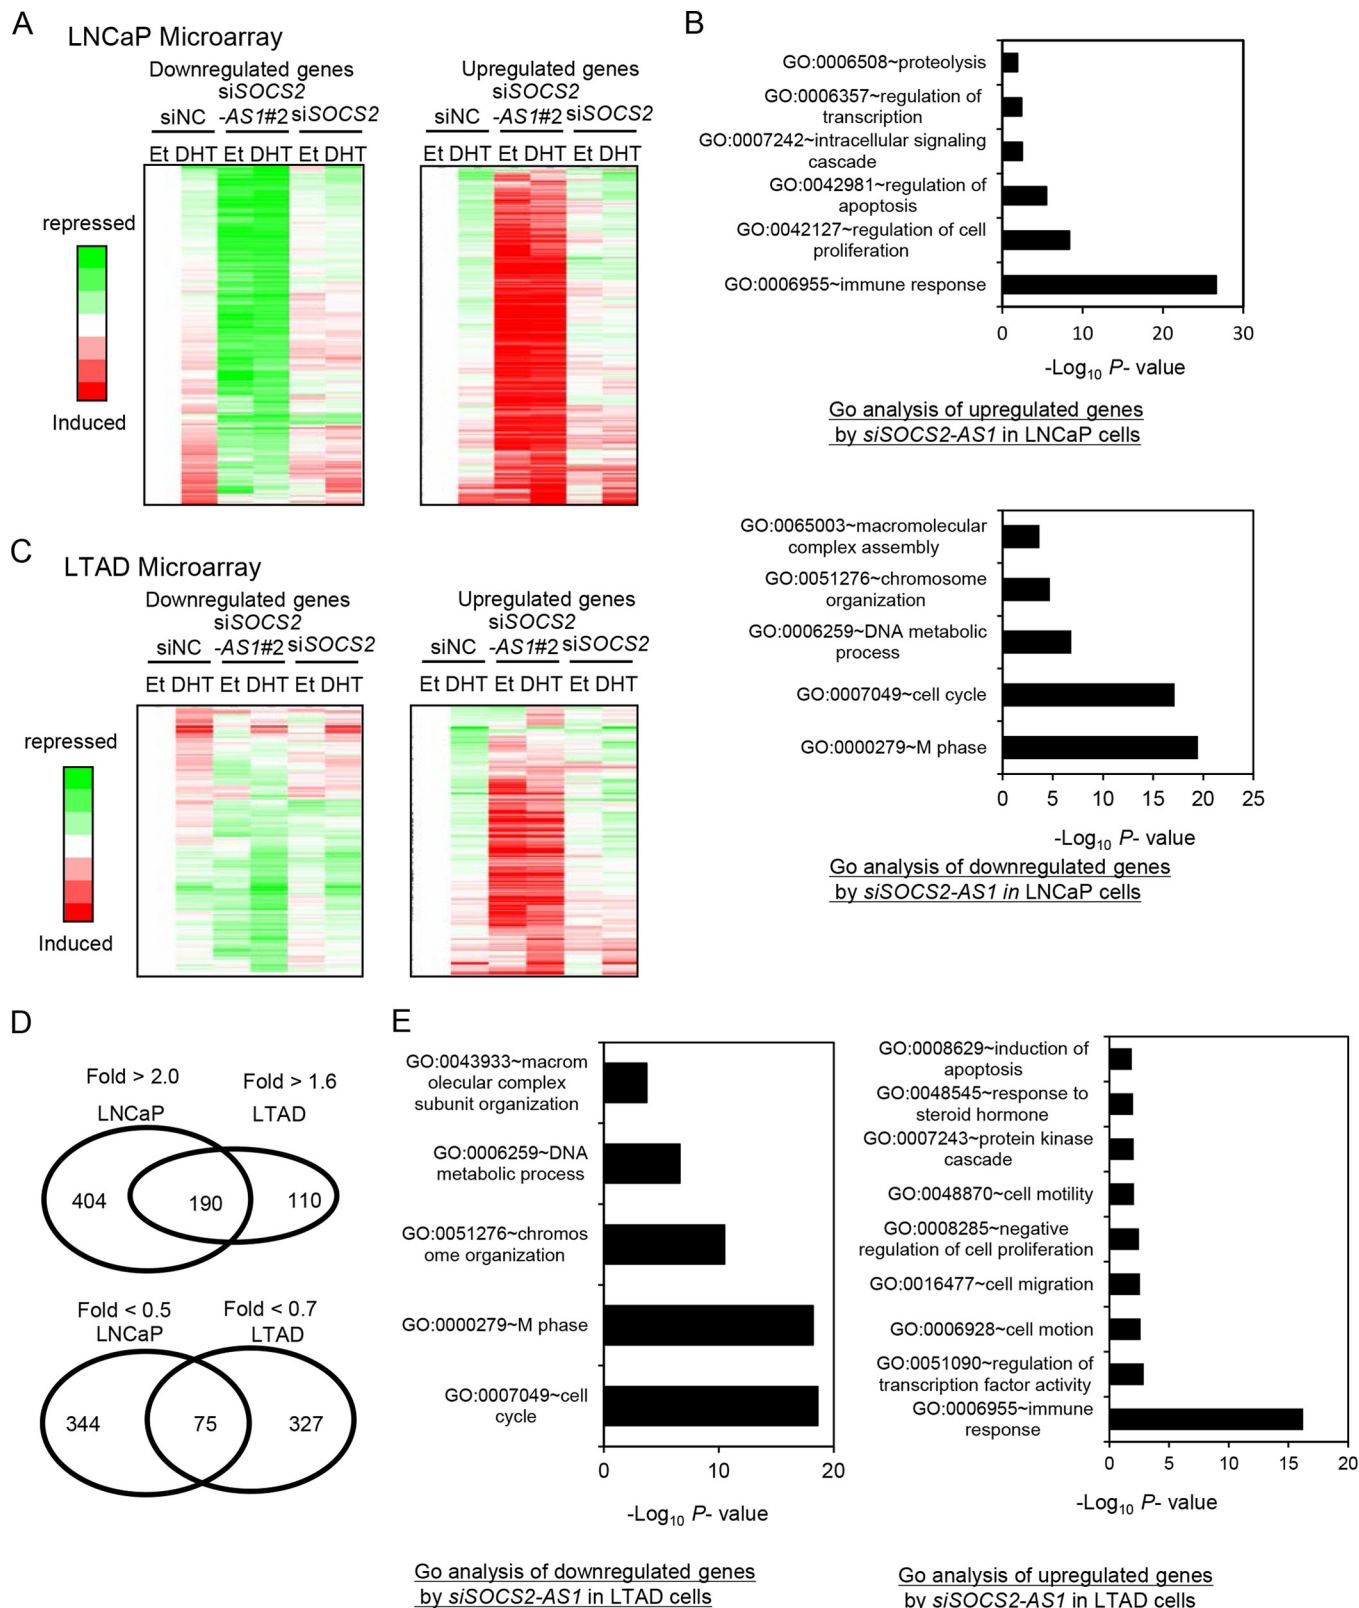 A
LNCaP Microarray
Downregulated genes
siSOCS2
siNC -AS1#2 siSOCS2
Et DHT Et DHT Et DHT
Upregulated genes
siSOCS2
siNC -AS1#2 siSOCS2
Et DHT Et DHT Et DHT
repressed
Induced
B
GO:0006508~proteolysis
GO:0006357~regulation of
transcription
GO:0007242~intracellular signaling
cascade
GO:0042981~regulation of
apoptosis
GO:0042127~regulation of cell
proliferation
GO:0006955~immune response
0 10 20 30
-Log10 P- value
Go analysis of upregulated genes
by siSOCS2-AS1 in LNCaP cells
GO:0065003~macromolecular
complex assembly
GO:0051276~chromosome
organization
GO:0006259~DNA metabolic
process
GO:0007049~cell cycle
GO:0000279~M phase
0 5 10 15 20 25
-Log10 P- value
Go analysis of downregulated genes
by siSOCS2-AS1 in LNCaP cells
C
LTAD Microarray
Downregulated genes
siSOCS2
siNC -AS1#2 siSOCS2
Et DHT Et DHT Et DHT
Upregulated genes
siSOCS2
siNC -AS1#2 siSOCS2
Et DHT Et DHT Et DHT
repressed
Induced
D
Fold > 2.0
Fold > 1.6
LNCaP
LTAD
404 190 110
Fold < 0.5
Fold < 0.7
LNCaP
LTAD
344 75 327
E
GO:0043933~macrom
olecular complex
subunit organization
GO:0006259~DNA
metabolic process
GO:0051276~chromos
ome organization
GO:0000279~M phase
GO:0007049~cell
cycle
0 10 20
-Log10 P- value
Go analysis of downregulated genes
by siSOCS2-AS1 in LTAD cells
GO:0008629~induction of
apoptosis
GO:0048545~response to
steroid hormone
GO:0007243~protein kinase
cascade
GO:0048870~cell motility
GO:0008285~negative
regulation of cell proliferation
GO:0016477~cell migration
GO:0006928~cell motion
GO:0051090~regulation of
transcription factor activity
GO:0006955~immune
response
0 5 10 15 20
-Log10 P- value
Go analysis of upregulated genes
by siSOCS2-AS1 in LTAD cells